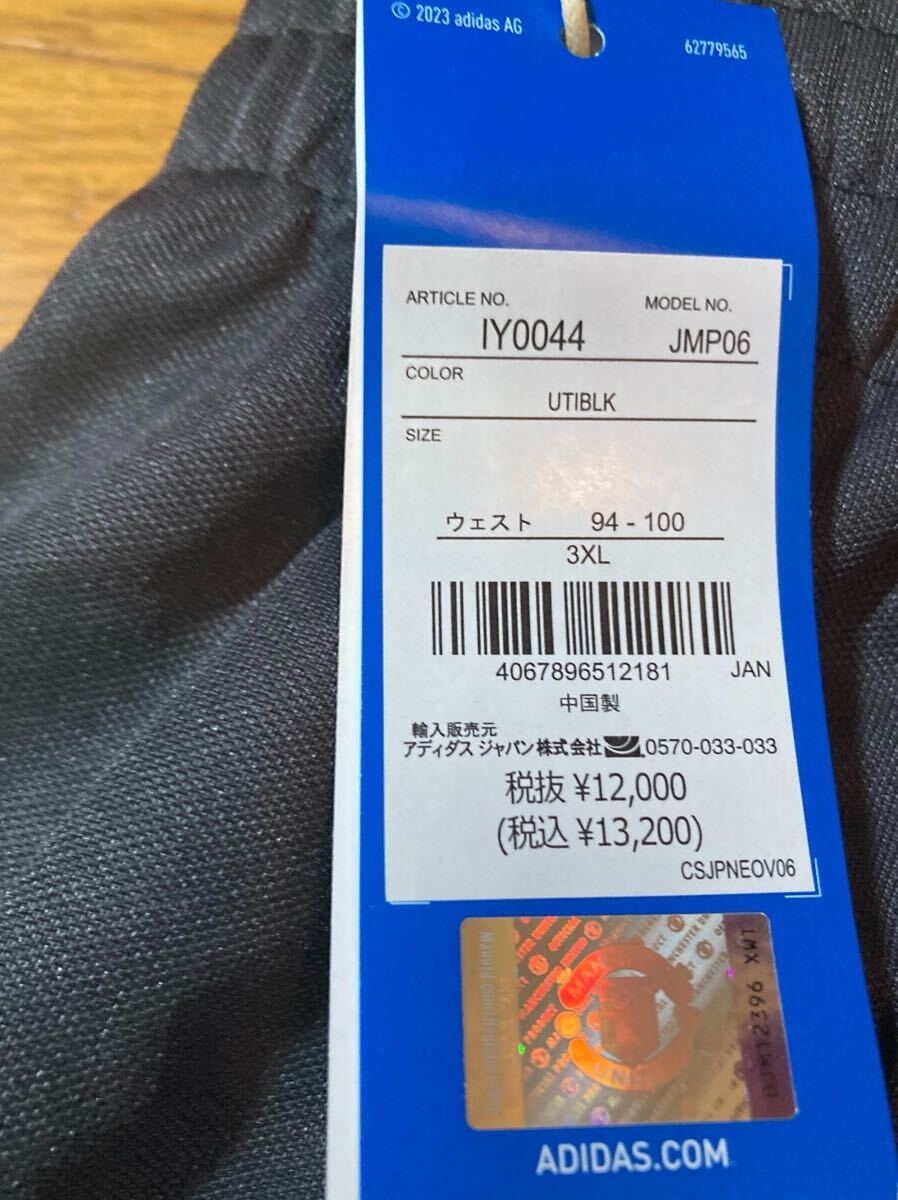 © 2023 adidas AG
62779565
ARTICLE NO. MODEL NO.
IY0044 JMP06
COLOR
UTIBLK
SIZE
ウェスト 94 - 100
3XL
4067896512181 JAN
中国製
輸入販売元
アディダス ジャパン株式会社 0570-033-033
税抜 ¥12,000
(税込 ¥13,200)
CSJPNEOV06
ADIDAS.COM